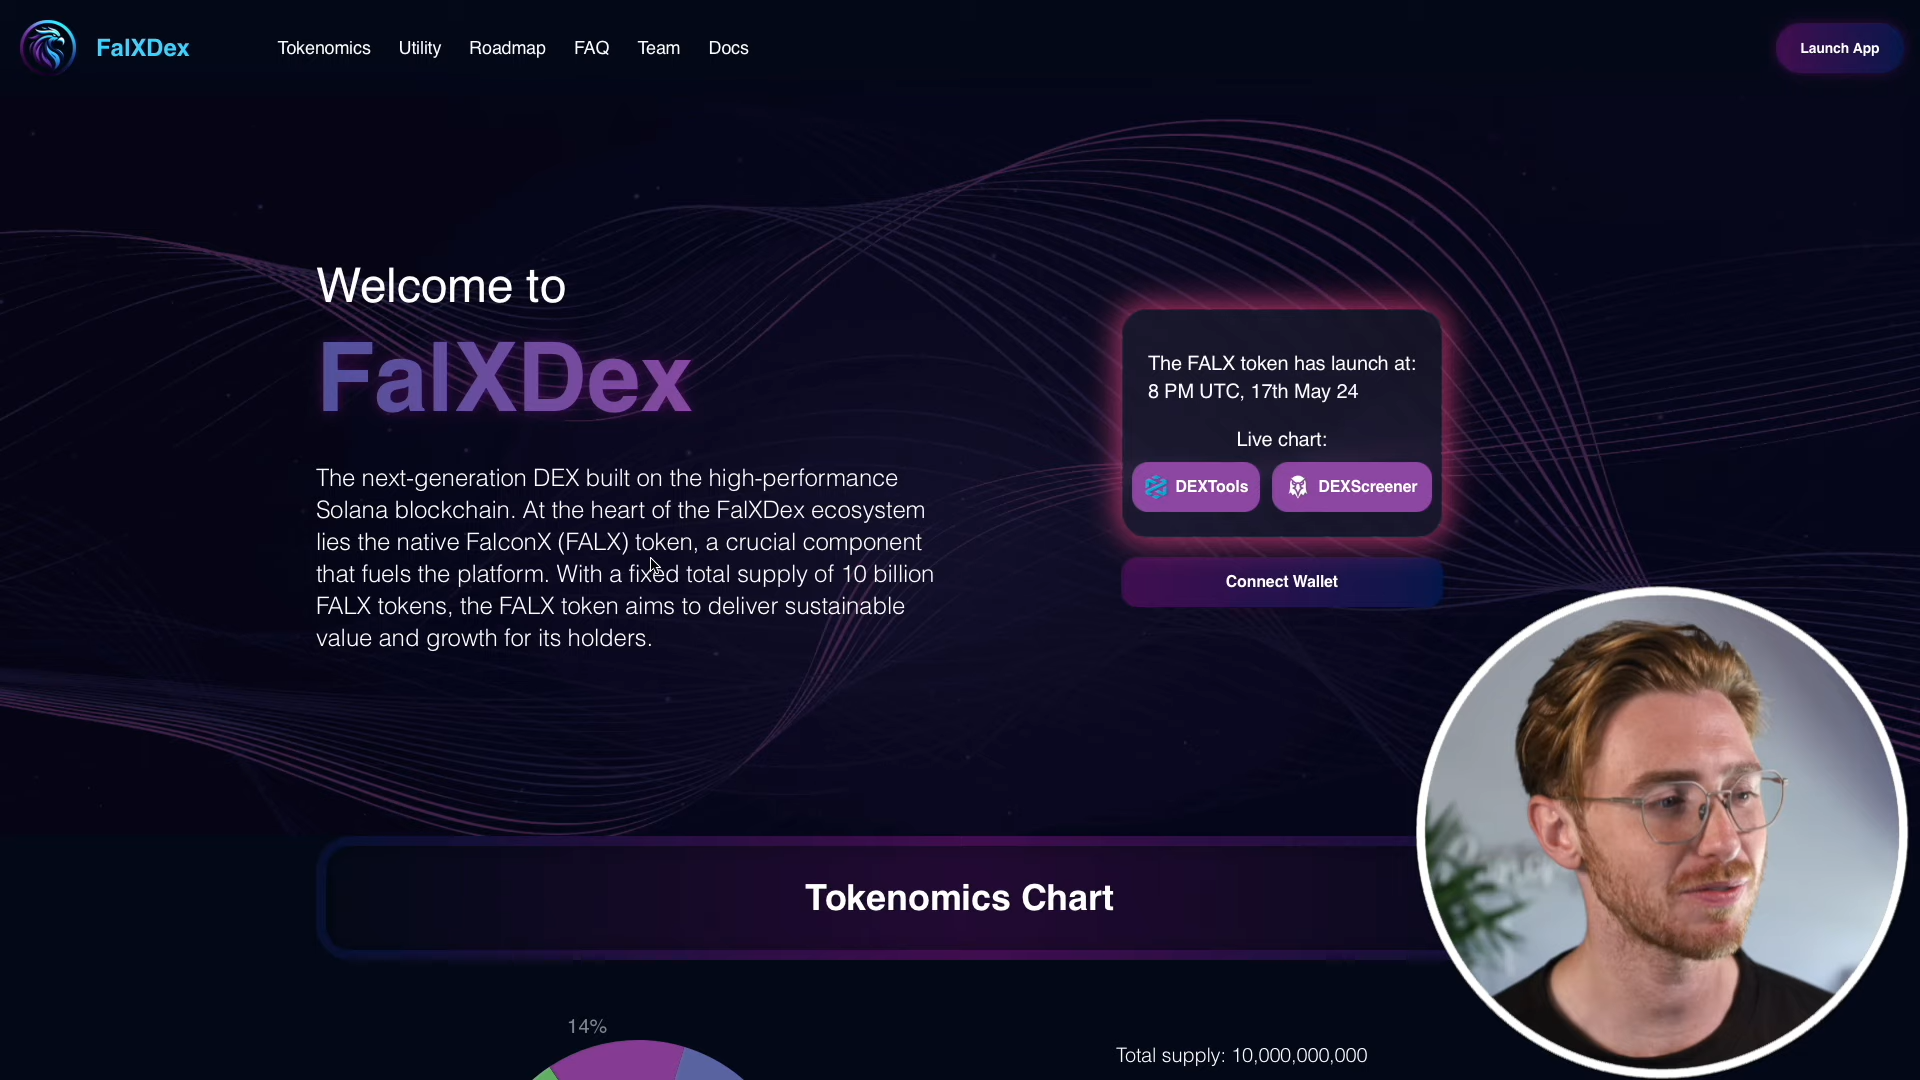 FalXDex
Tokenomics
Utility
Roadmap
FAQ
Team
Docs
Launch App
Welcome to
FalXDex
The next-generation DEX built on the high-performance
Solana blockchain. At the heart of the FalXDex ecosystem
lies the native FalconX (FALX) token, a crucial component
that fuels the platform. With a fixed total supply of 10 billion
FALX tokens, the FALX token aims to deliver sustainable
value and growth for its holders.
The FALX token has launch at:
8 PM UTC, 17th May 24
Live chart:
DEXTools
DEXScreener
Connect Wallet
Tokenomics Chart
14%
Total supply: 10,000,000,000